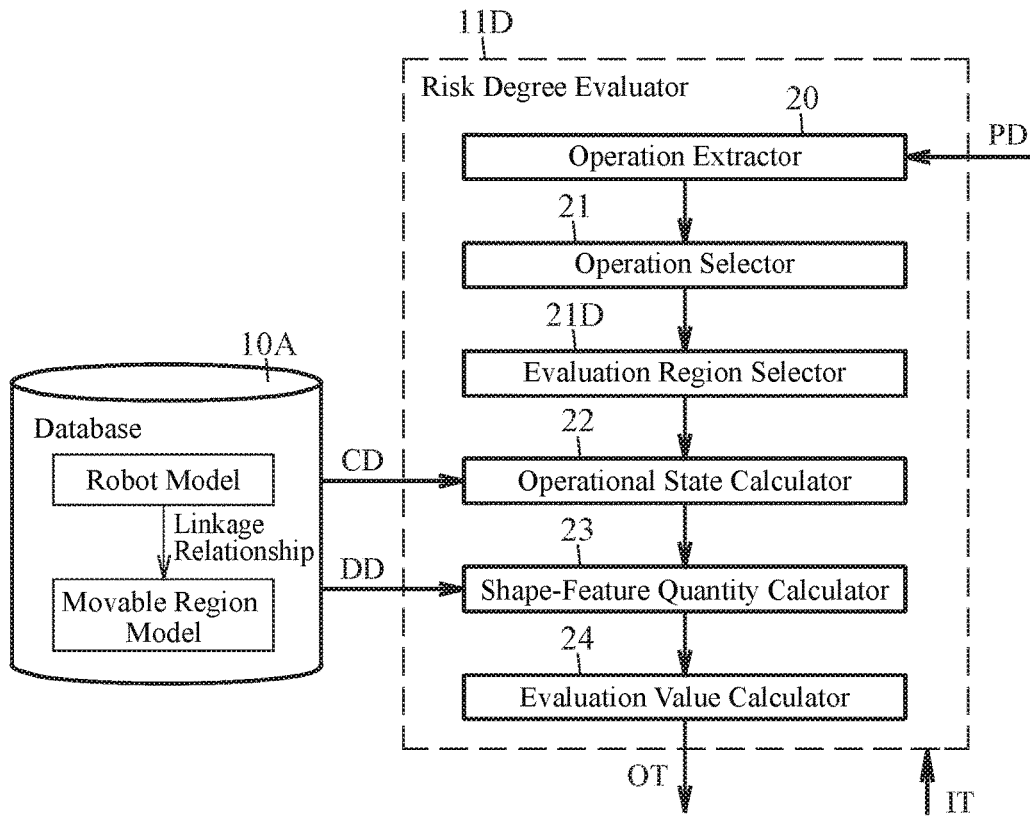 11D
Risk Degree Evaluator
20
PD
Operation Extractor
21
Operation Selector
21D
Evaluation Region Selector
10A
Database
22
Robot Model
CD
Operational State Calculator
Linkage
Relationship
23
DD
Movable Region
Model
Shape-Feature Quantity Calculator
24
Evaluation Value Calculator
OT
IT